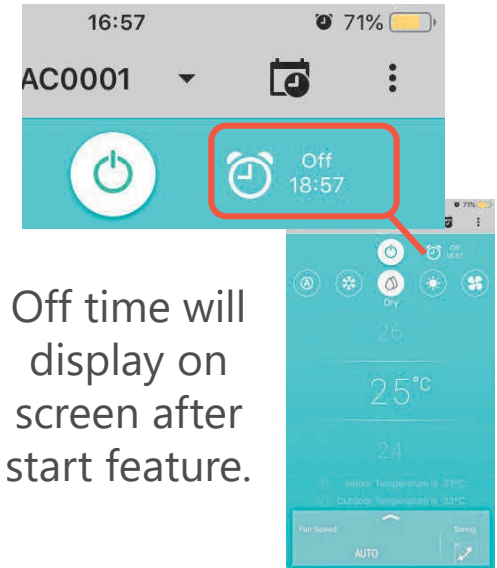 16:57
71%
AC0001
Off
18:57
71%
Off
18:57
A
Dry
26
25°C
24
Off time will
display on
screen after
start feature.
Fan Speed
Swing
AUTO